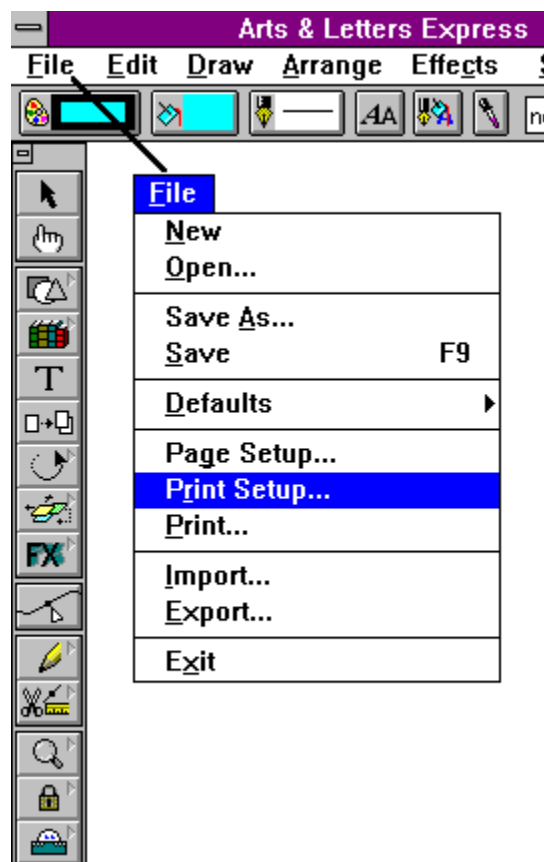 Arts & Letters Express
File Edit Draw Arrange Effects
AA
File
New
Open...
Save As...
Save F9
Defaults
Page Setup...
Print Setup...
Print...
Import...
Export...
Exit
T
FX